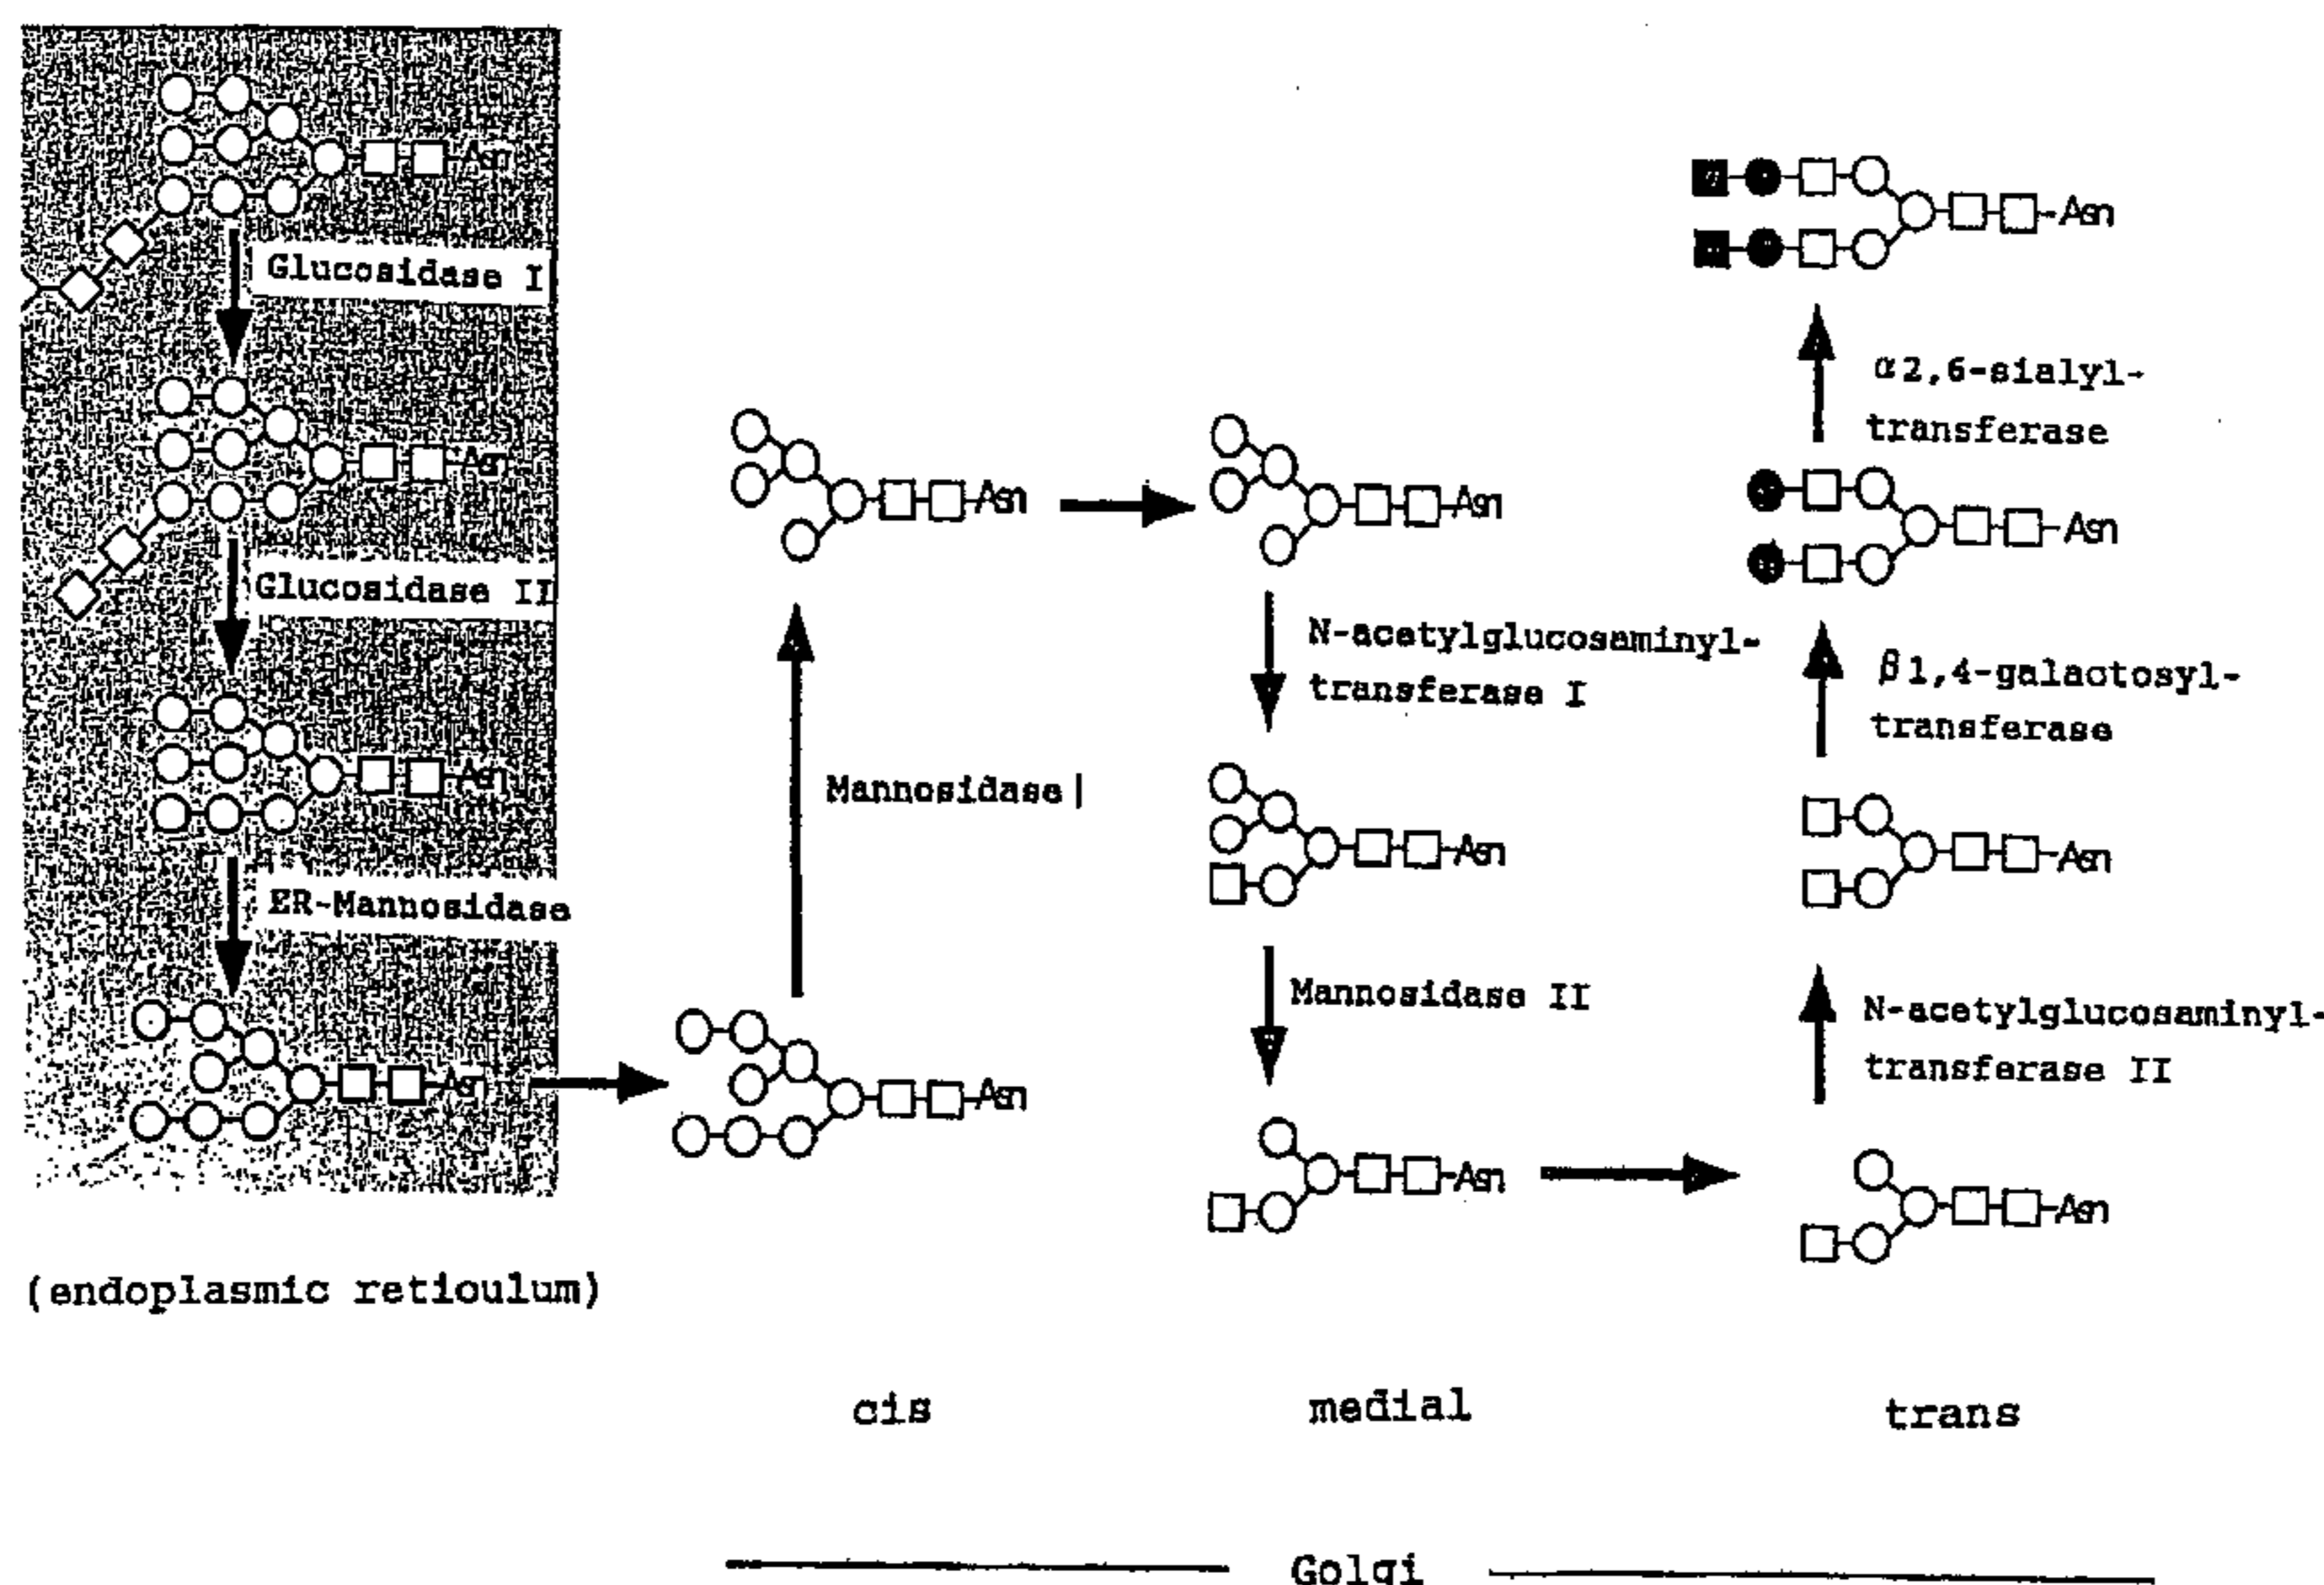 Asn
Glucosidase I
Asn
Glucosidase II
Asn
ER-Mannosidase
Asn
(endoplasmic retioulum)
Asn
Mannosidase|
Asn
cis
Asn
N-acetylglucosaminyl-
transferase I
Asn
Mannosidase II
Asn
medial
Asn
α2,6-sialyl-
transferase
Asn
β1,4-galactosyl-
transferase
Asn
N-acetylglucosaminyl-
transferase II
Asn
trans
Golgi